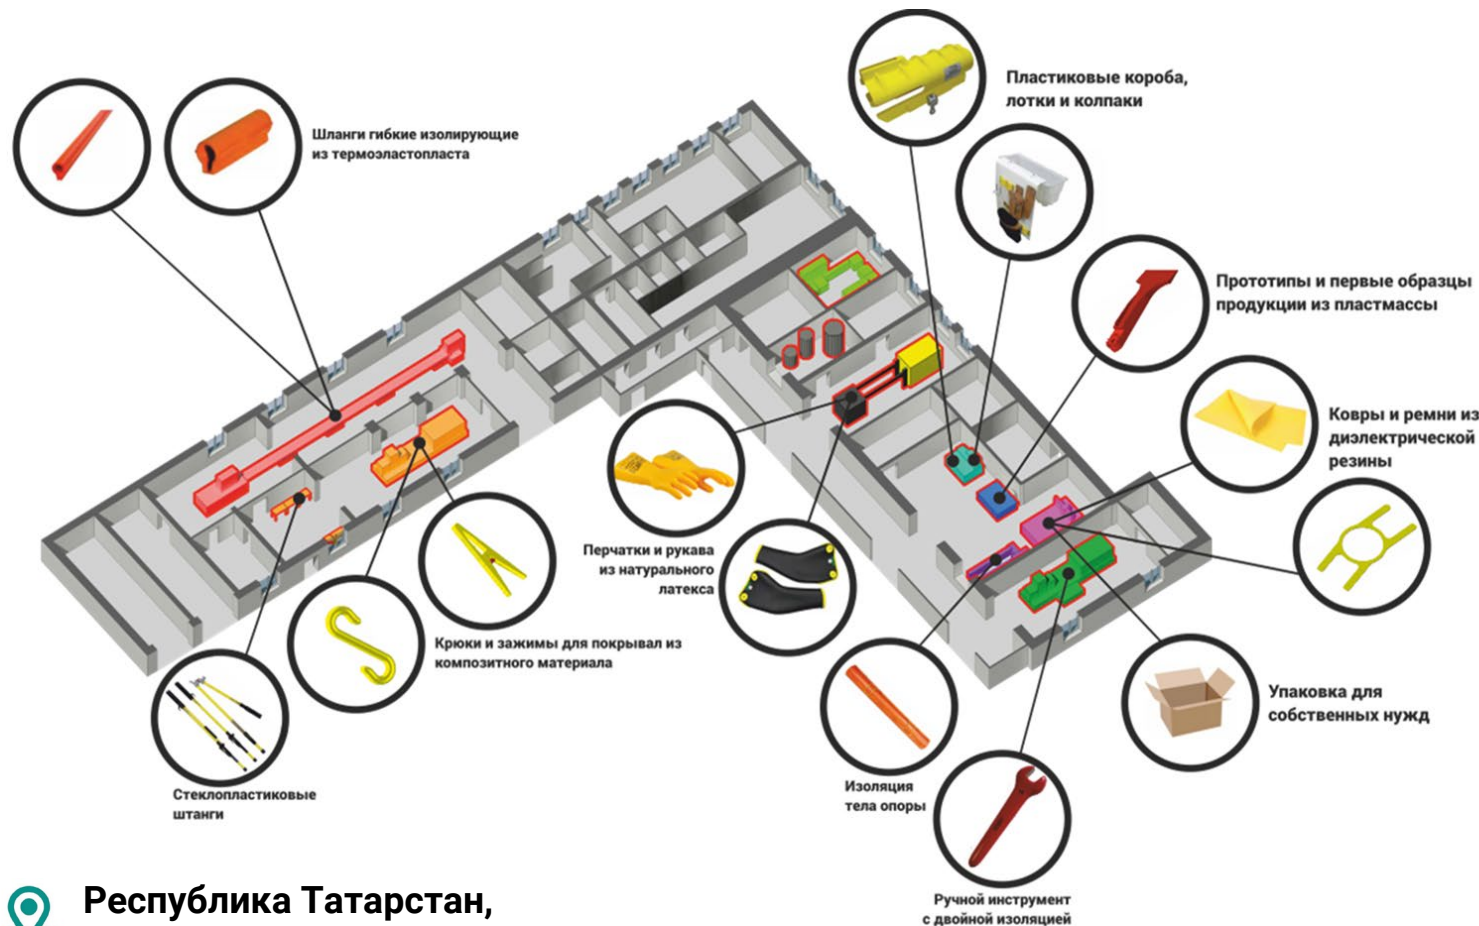 Пластиковые короба,
лотки и колпаки
Шланги гибкие изолирующие
из термоэластопласта
Прототипы и первые образцы
продукции из пластмассы
Ковры и ремни из
диэлектрической
резины
Перчатки и рукава
из натурального
латекса
Крюки и зажимы для покрывал из
композитного материала
Упаковка для
собственных нужд
Стеклопластиковые
штанги
Изоляция
тела опоры
Ручной инструмент
с двойной изоляцией
Республика Татарстан,